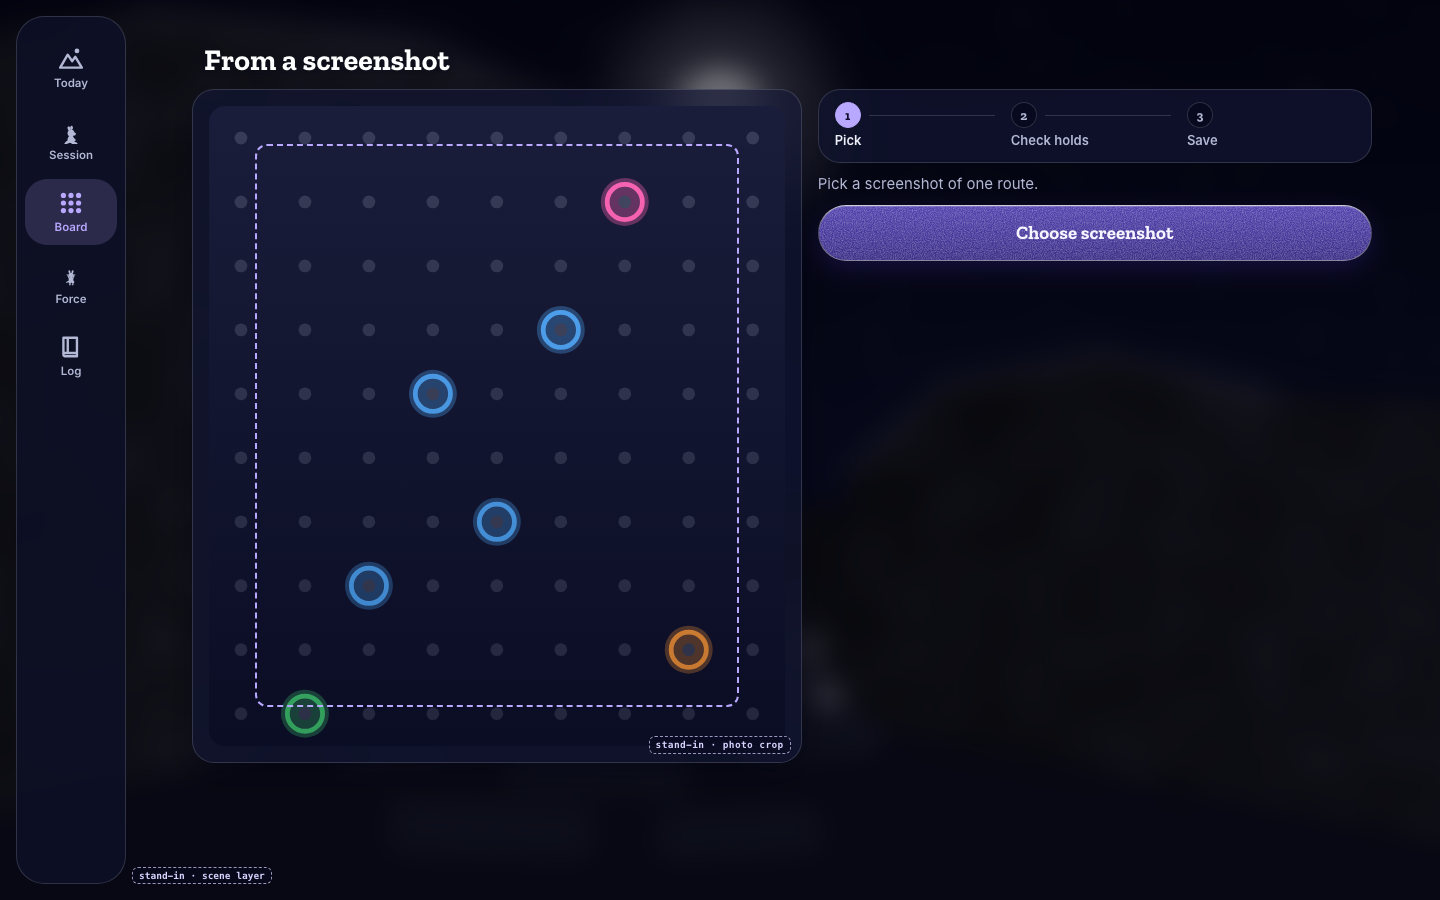 From a screenshot
Today
Session
Board
Force
Log
1
Pick
2
Check holds
3
Save
Pick a screenshot of one route.
Choose screenshot
stand-in · photo crop
stand-in · scene layer